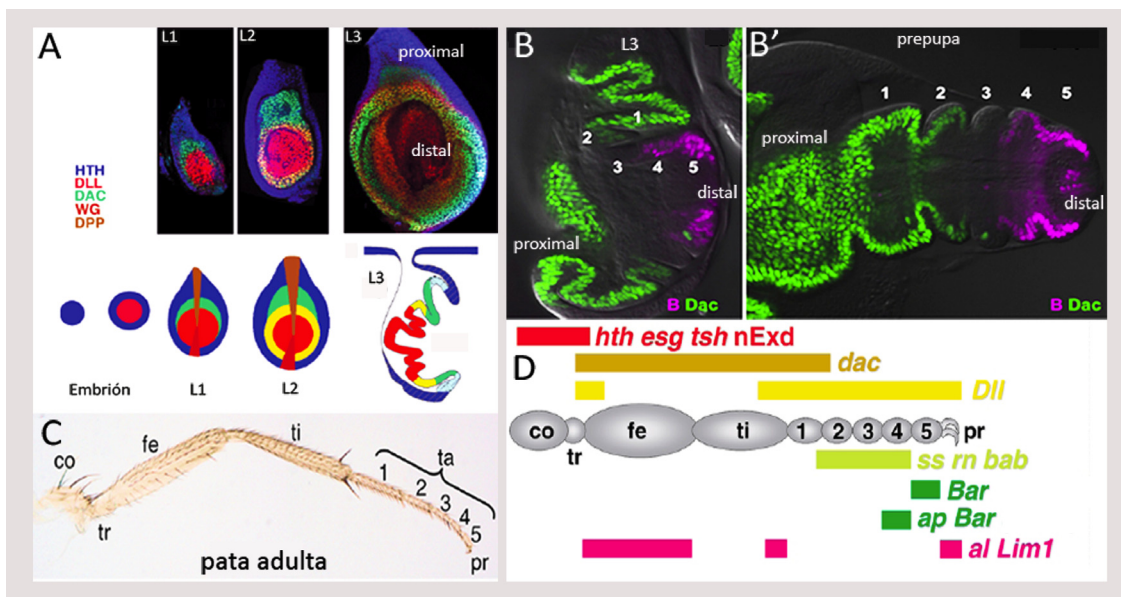 A
L1
L2
L3
proximal
distal
HTH
DLL
DAC
WG
DPP
L3
Embrión
L1
L2
B
L3
1
2
3
4
5
distal
proximal
B Dac
B’
prepupa
1
2
3
4
5
proximal
distal
B Dac
C
co
tr
fe
ti
ta
1
2
3
4
5
pr
pata adulta
D
hth esg tsh nExd
dac
Dll
co
tr
fe
ti
1
2
3
4
5
pr
ss rn bab
Bar
ap Bar
al Lim1